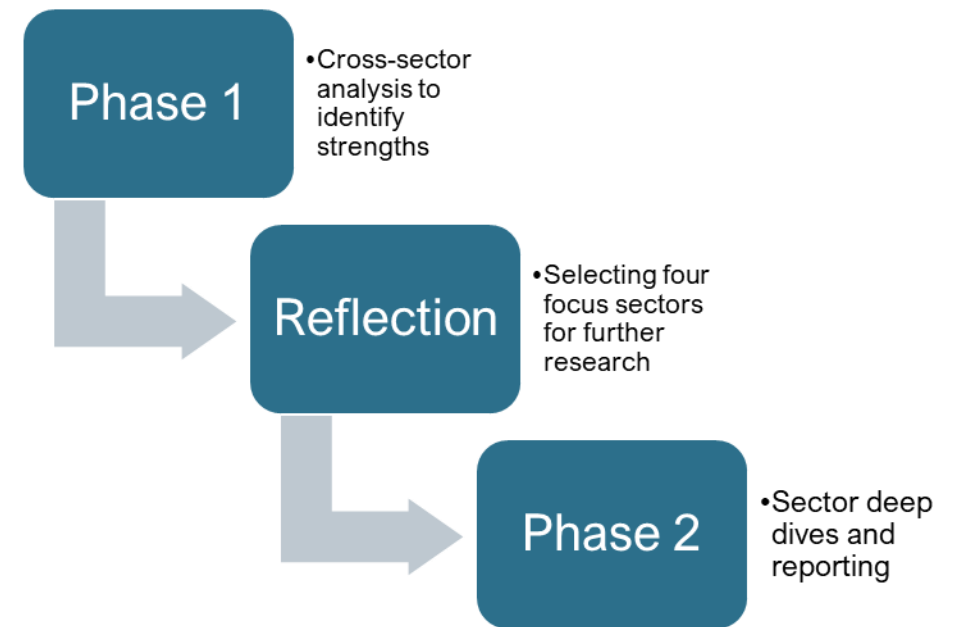 Phase 1
•Cross-sector
analysis to
identify
strengths
Reflection
•Selecting four
focus sectors
for further
research
Phase 2
•Sector deep
dives and
reporting